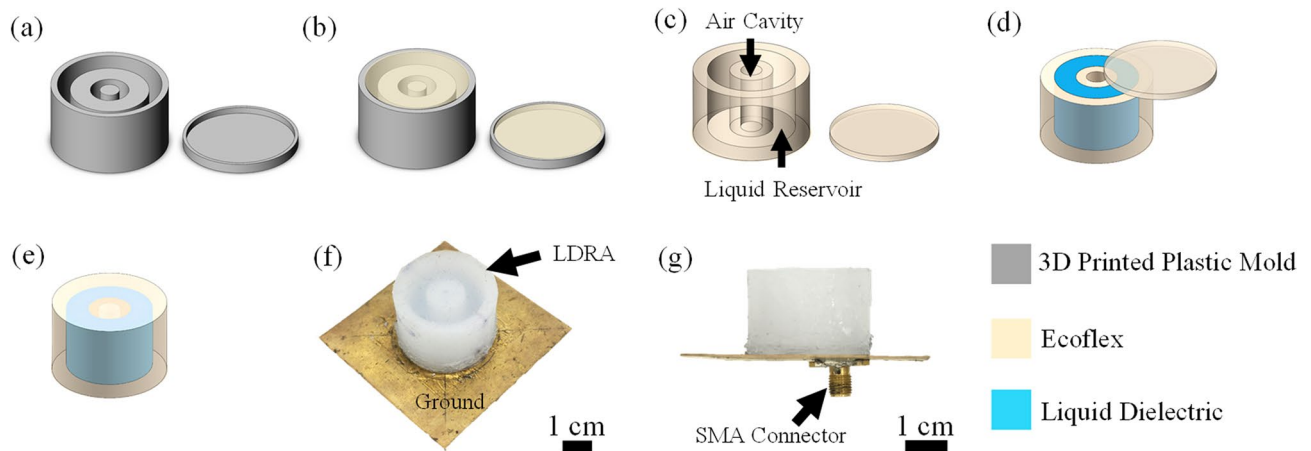 (a)
(b)
(c)
Air Cavity
Liquid Reservoir
(d)
(e)
(f)
LDRA
Ground
1 cm
(g)
SMA Connector
1 cm
3D Printed Plastic Mold
Ecoflex
Liquid Dielectric